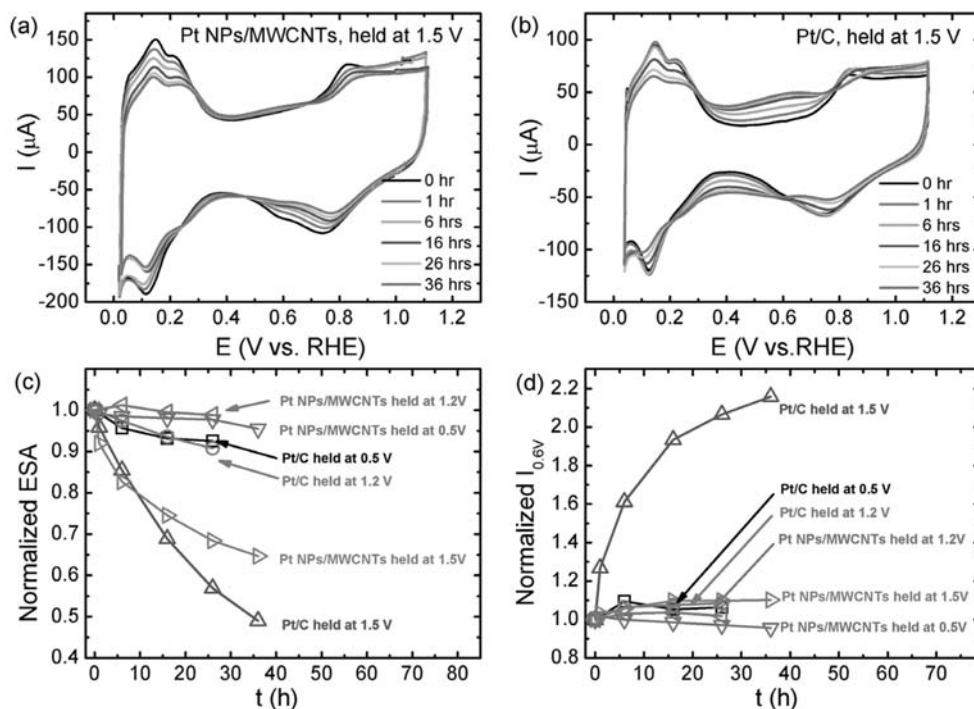 (a)
Pt NPs/MWCNTs, held at 1.5 V
150
100
50
0
-50
-100
-150
-200
I (μA)
0 hr
1 hr
6 hrs
16 hrs
26 hrs
36 hrs
0.0 0.2 0.4 0.6 0.8 1.0 1.2
E (V vs. RHE)
(b)
Pt/C, held at 1.5 V
150
100
50
0
-50
-100
-150
I (μA)
0 hr
1 hr
6 hrs
16 hrs
26 hrs
36 hrs
0.0 0.2 0.4 0.6 0.8 1.0 1.2
E (V vs.RHE)
(c)
1.0
0.9
0.8
0.7
0.6
0.5
0.4
Normalized ESA
Pt NPs/MWCNTs held at 1.2V
Pt NPs/MWCNTs held at 0.5V
Pt/C held at 0.5 V
Pt/C held at 1.2 V
Pt NPs/MWCNTs held at 1.5V
Pt/C held at 1.5 V
0 10 20 30 40 50 60 70
t (h)
(d)
2.2
2.0
1.8
1.6
1.4
1.2
1.0
0.8
Normalized I0.6V
Pt/C held at 1.5 V
Pt/C held at 0.5 V
Pt/C held at 1.2 V
Pt NPs/MWCNTs held at 1.2V
Pt NPs/MWCNTs held at 1.5V
Pt NPs/MWCNTs held at 0.5V
0 10 20 30 40 50 60 70
t (h)